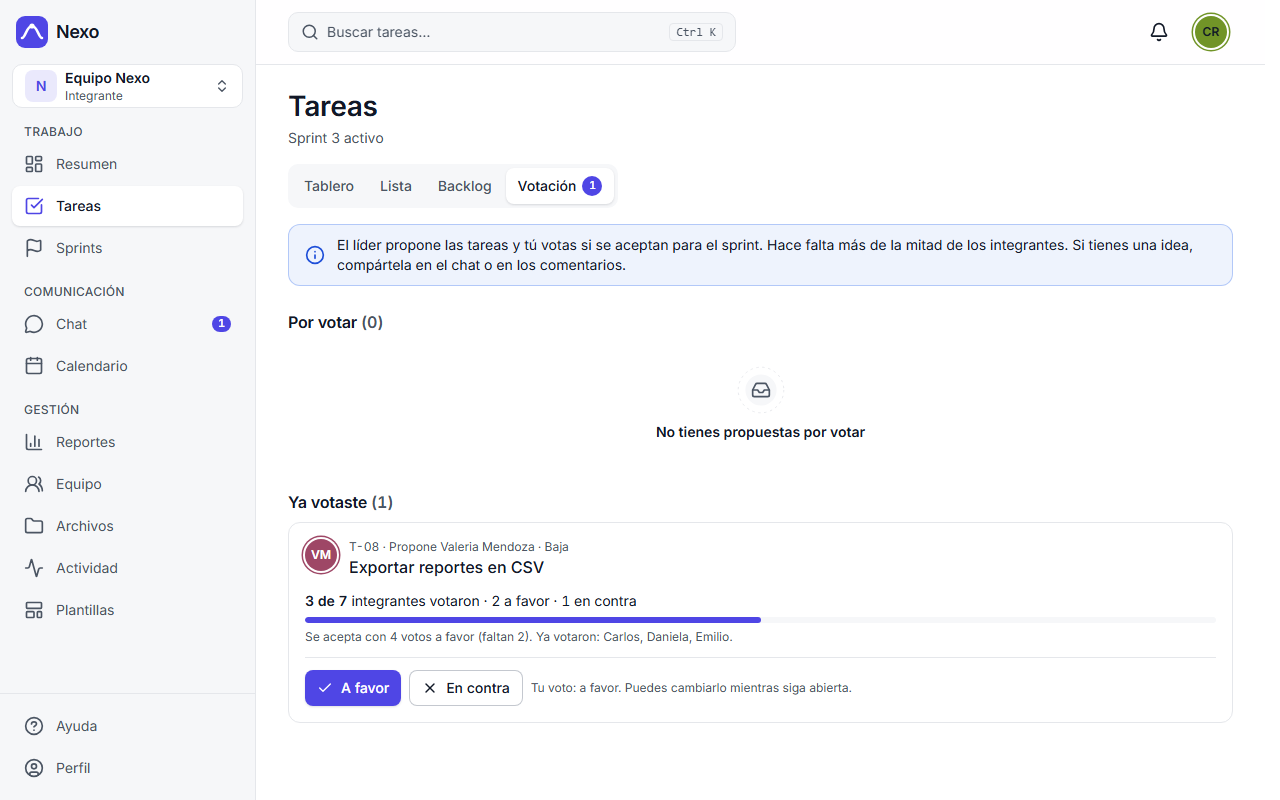 Nexo
Buscar tareas...
Ctrl K
CR
N
Equipo Nexo
Integrante
TRABAJO
Resumen
Tareas
Sprints
COMUNICACIÓN
Chat
1
Calendario
GESTIÓN
Reportes
Equipo
Archivos
Actividad
Plantillas
Ayuda
Perfil
Tareas
Sprint 3 activo
Tablero
Lista
Backlog
Votación 1
El líder propone las tareas y tú votas si se aceptan para el sprint. Hace falta más de la mitad de los integrantes. Si tienes una idea,
compártela en el chat o en los comentarios.
Por votar (0)
No tienes propuestas por votar
Ya votaste (1)
VM
T-08 · Propone Valeria Mendoza · Baja
Exportar reportes en CSV
3 de 7 integrantes votaron · 2 a favor · 1 en contra
Se acepta con 4 votos a favor (faltan 2). Ya votaron: Carlos, Daniela, Emilio.
A favor
En contra
Tu voto: a favor. Puedes cambiarlo mientras siga abierta.